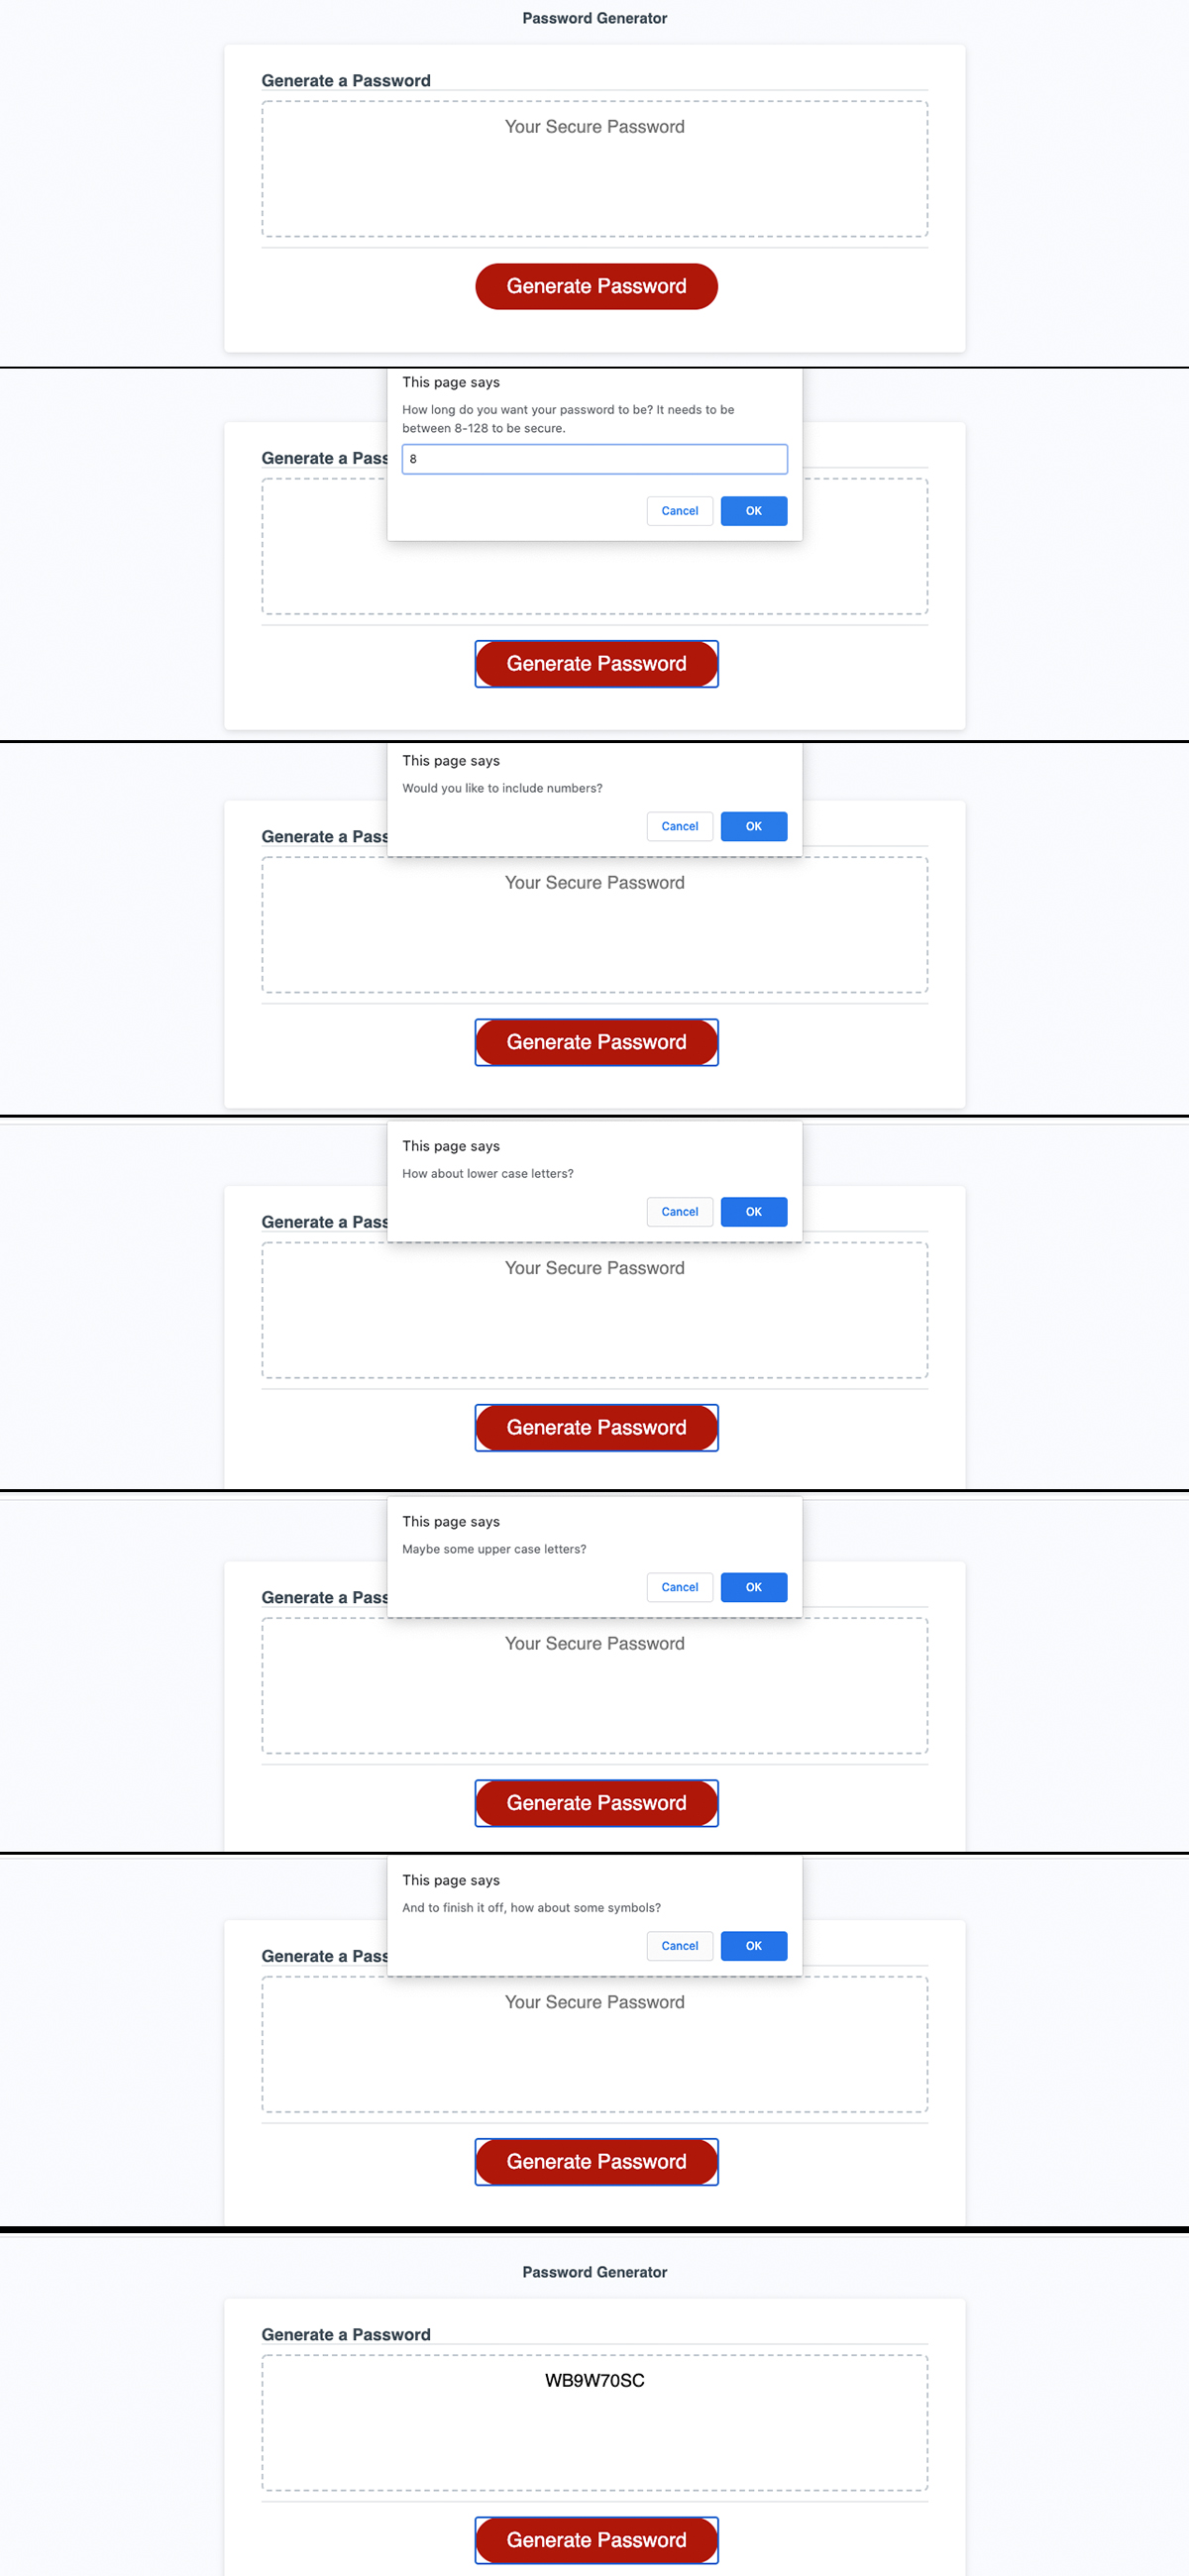 Password Generator
Generate a Password
Your Secure Password
Generate Password
This page says
How long do you want your password to be? It needs to be
between 8-128 to be secure.
8
Cancel OK
Generate a Pass
Generate Password
This page says
Would you like to include numbers?
Cancel OK
Generate a Pass
Your Secure Password
Generate Password
This page says
How about lower case letters?
Cancel OK
Generate a Pass
Your Secure Password
Generate Password
This page says
Maybe some upper case letters?
Cancel OK
Generate a Pass
Your Secure Password
Generate Password
This page says
And to finish it off, how about some symbols?
Cancel OK
Generate a Pass
Your Secure Password
Generate Password
Password Generator
Generate a Password
WB9W70SC
Generate Password